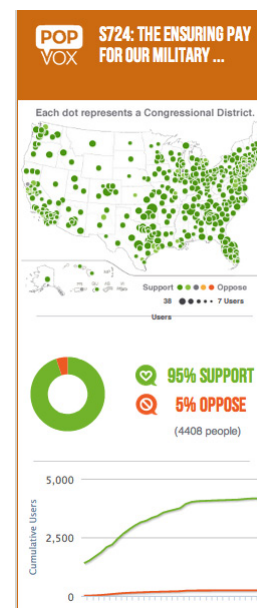 POP
VOX
S724: THE ENSURING PAY
FOR OUR MILITARY ...
Each dot represents a Congressional District.
Support Oppose
38 7 Users
Users
95% SUPPORT
5% OPPOSE
(4408 people)
5,000
2,500
0
Cumulative Users